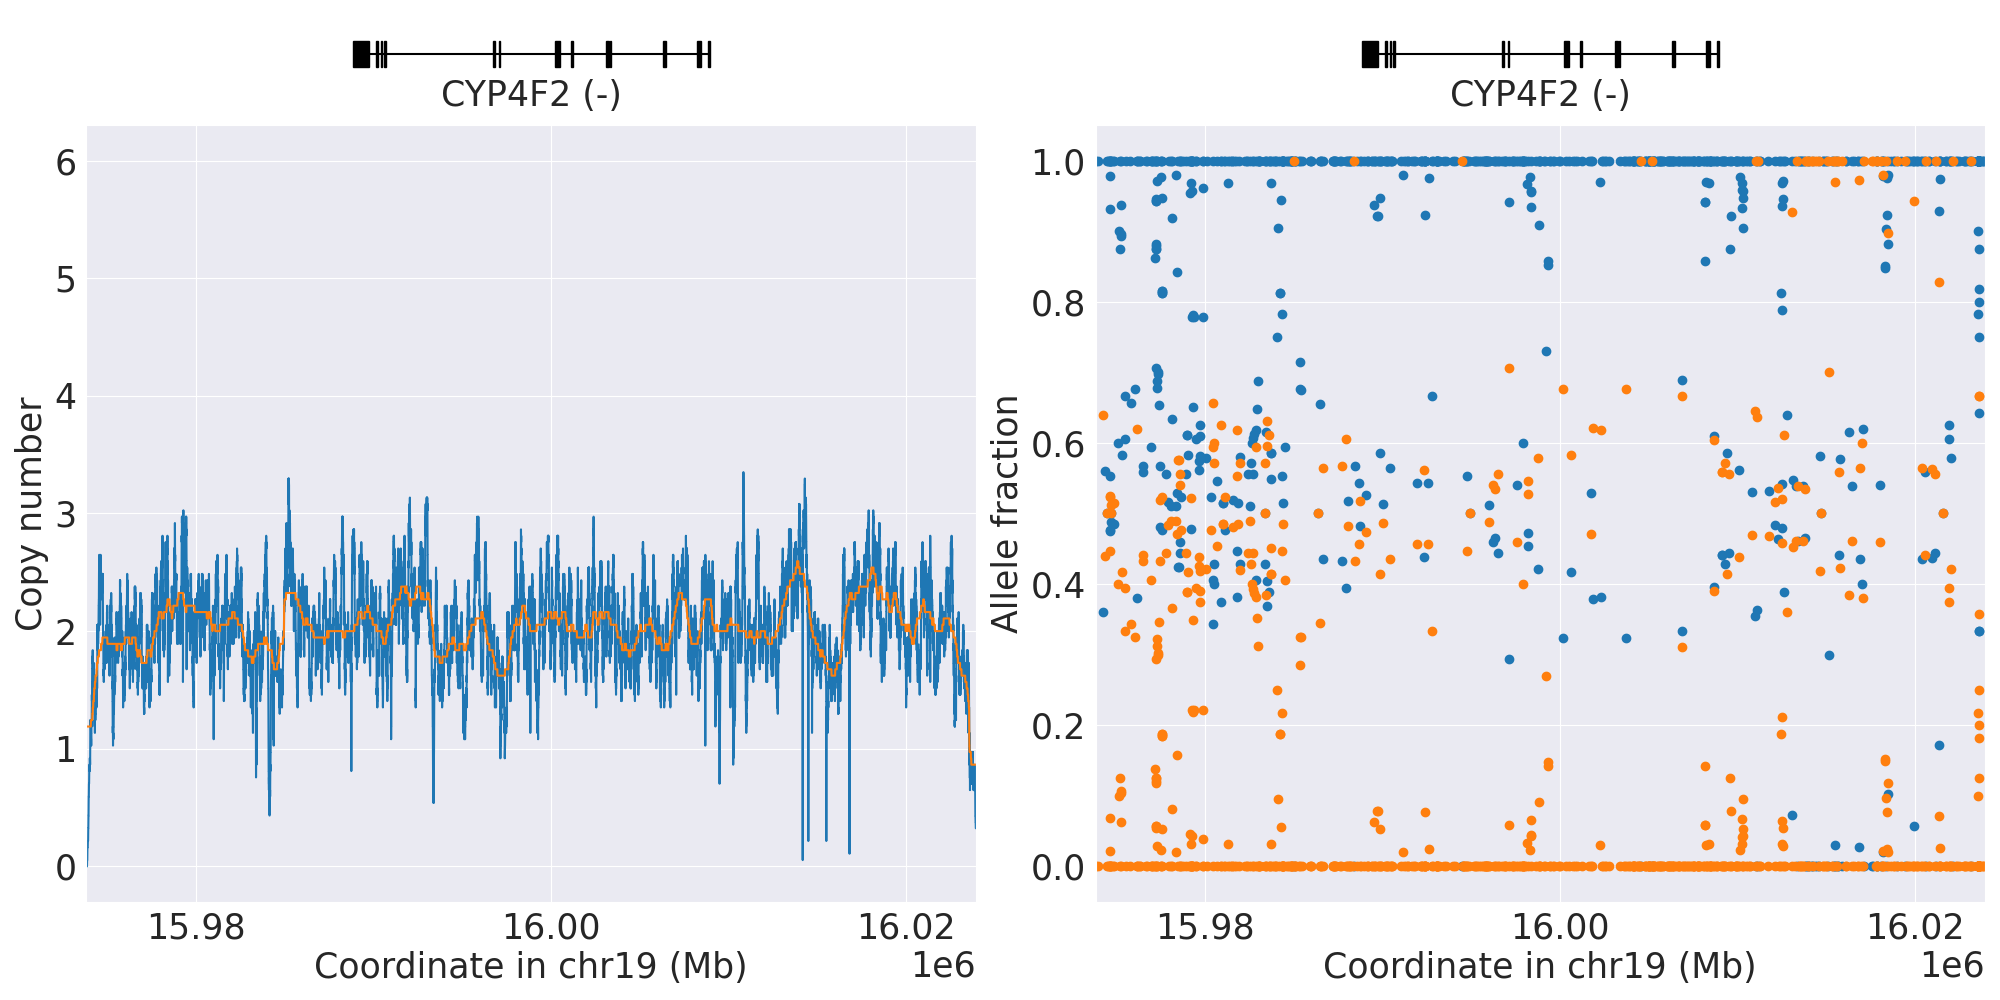 CYP4F2 (-)
6
5
4
3
2
1
0
Copy number
15.98
16.00
16.02
Coordinate in chr19 (Mb)
1e6
CYP4F2 (-)
1.0
0.8
0.6
0.4
0.2
0.0
Allele fraction
15.98
16.00
16.02
Coordinate in chr19 (Mb)
1e6